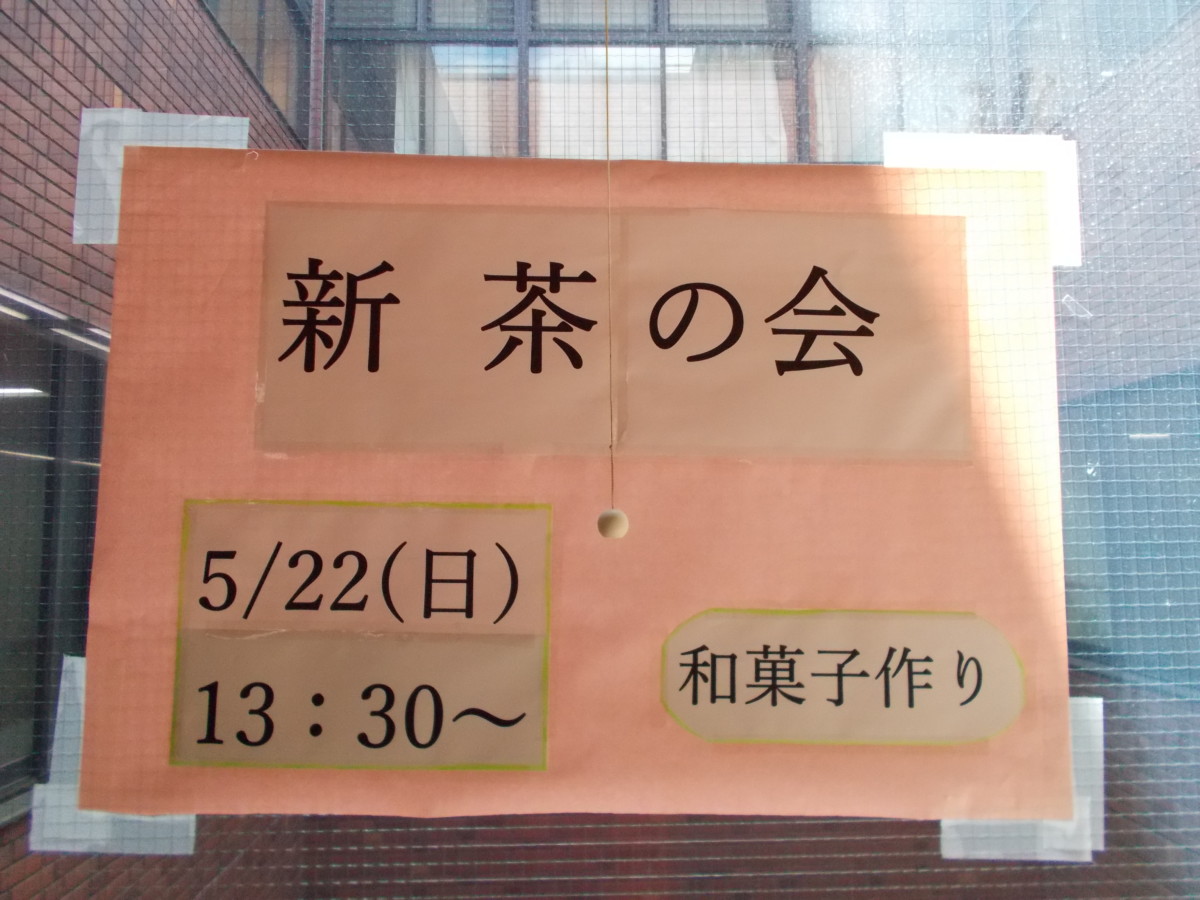 新茶の会
5/22(日)
13：30～
和菓子作り